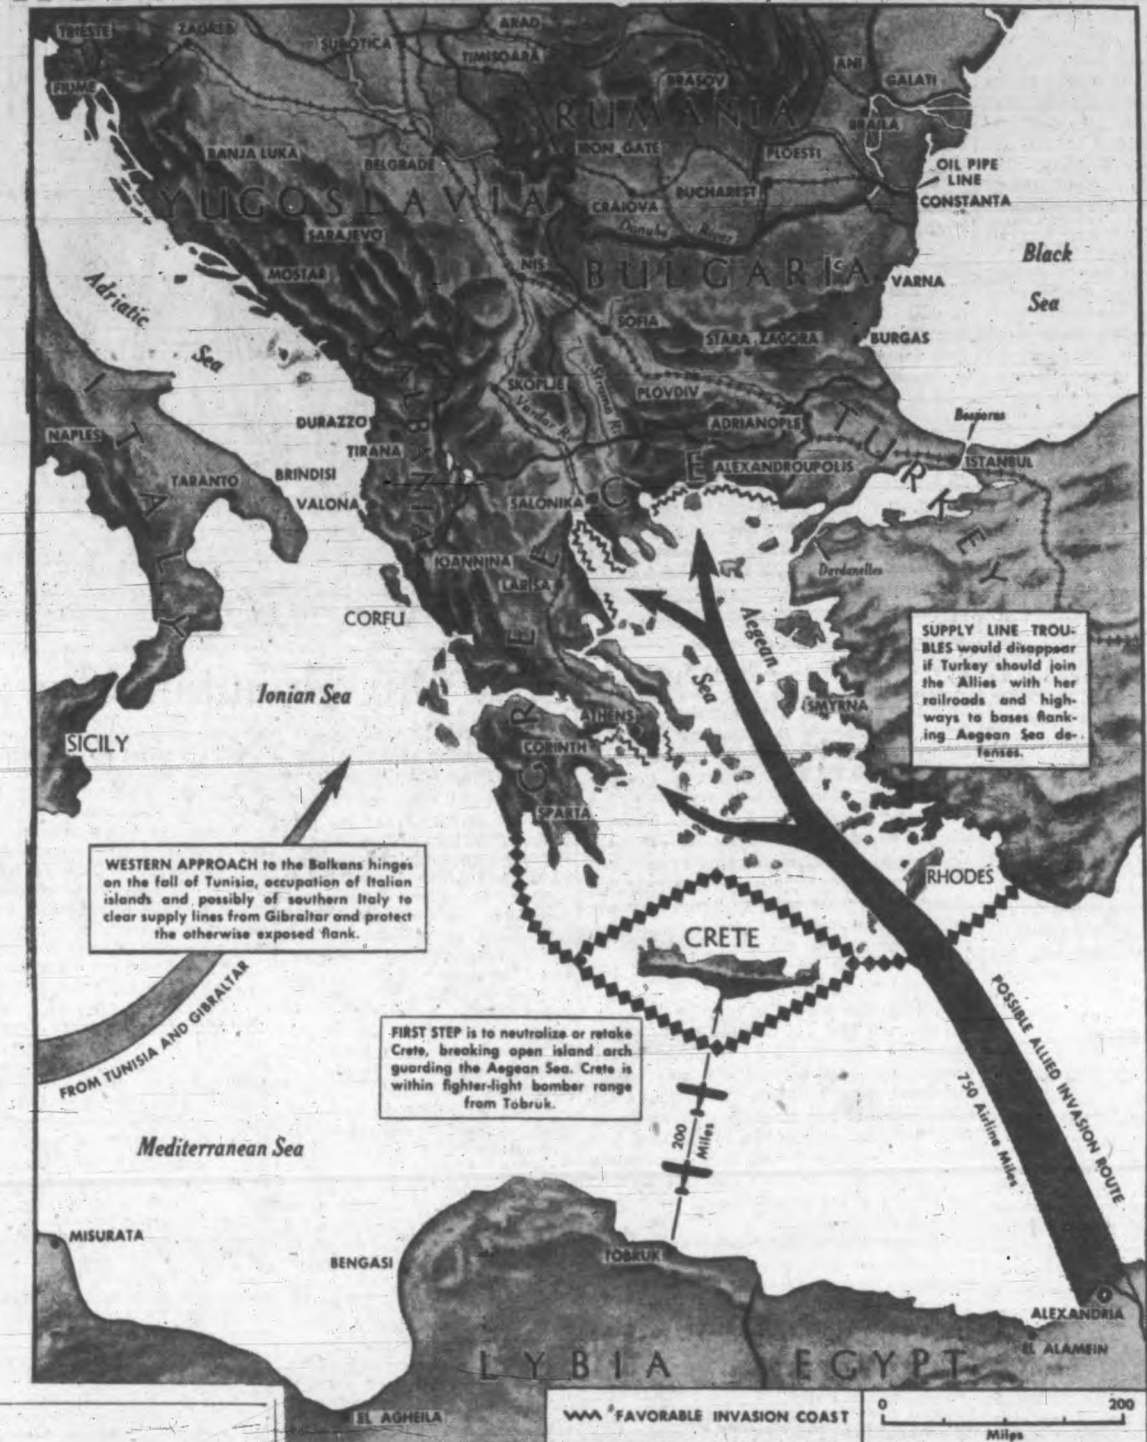 TRIESTE
ZAGREB
SUBOTICA
ARAD
TIMISOARA
FIUME
BRASOV
ANI
GALATI
RUMANIA
BRAILA
BANJA LUKA
BELGRADE
IRON GATE
PLOESTI
OIL PIPE
LINE
BUCHAREST
CRAIOVA
CONSTANTA
YUGOSLAVIA
Danube River
SARAJEVO
MOSTAR
NIS
BULGARIA
VARNA
Black
Sea
Adriatic
Sea
SOFIA
STARA ZAGORA
BURGAS
SKOPLJE
Struma R.
PLOVDIV
Vardar R.
ALBANIA
ITALY
NAPLES
DURAZZO
TIRANA
ADRIANOPLE
TURKEY
Bosporus
ISTANBUL
TARANTO
BRINDISI
VALONA
SALONIKA
ALEXANDROUPOLIS
GREECE
IOANNINA
LARISA
Dardanelles
CORFU
Aegean
Sea
SUPPLY LINE TROU-
BLES would disappear
if Turkey should join
the Allies with her
railroads and high-
ways to bases flank-
ing Aegean Sea de-
fenses.
Ionian Sea
SMYRNA
ATHENS
SICILY
CORINTH
SPARTA
WESTERN APPROACH to the Balkans hinges
on the fall of Tunisia, occupation of Italian
islands and possibly of southern Italy to
clear supply lines from Gibraltar and protect
the otherwise exposed flank.
RHODES
CRETE
FROM TUNISIA AND GIBRALTAR
FIRST STEP is to neutralize or retake
Crete, breaking open island arch
guarding the Aegean Sea. Crete is
within fighter-light bomber range
from Tobruk.
POSSIBLE ALLIED INVASION ROUTE
750 Airline Miles
200
Miles
Mediterranean Sea
MISURATA
BENGASI
TOBRUK
ALEXANDRIA
EL ALAMEIN
LYBIA
EGYPT
EL AGHEILA
FAVORABLE INVASION COAST
0 200
Miles